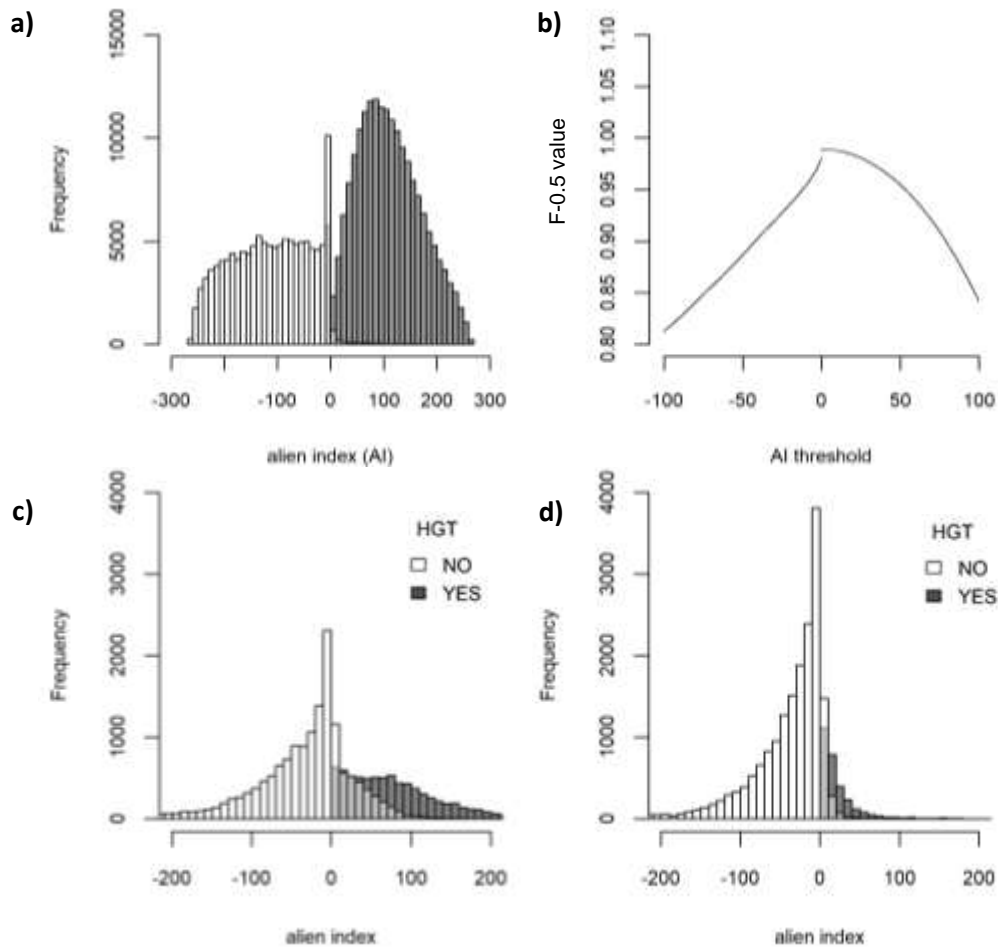 a)
15000
10000
5000
0
Frequency
-300
-100
0
100
200
300
alien index (AI)
b)
1.10
1.05
1.00
0.95
0.90
0.85
0.80
F-0.5 value
-100
-50
0
50
100
AI threshold
c)
4000
3000
2000
1000
0
Frequency
HGT
NO
YES
-200
-100
0
100
200
alien index
d)
4000
3000
2000
1000
0
Frequency
HGT
NO
YES
-200
-100
0
100
200
alien index